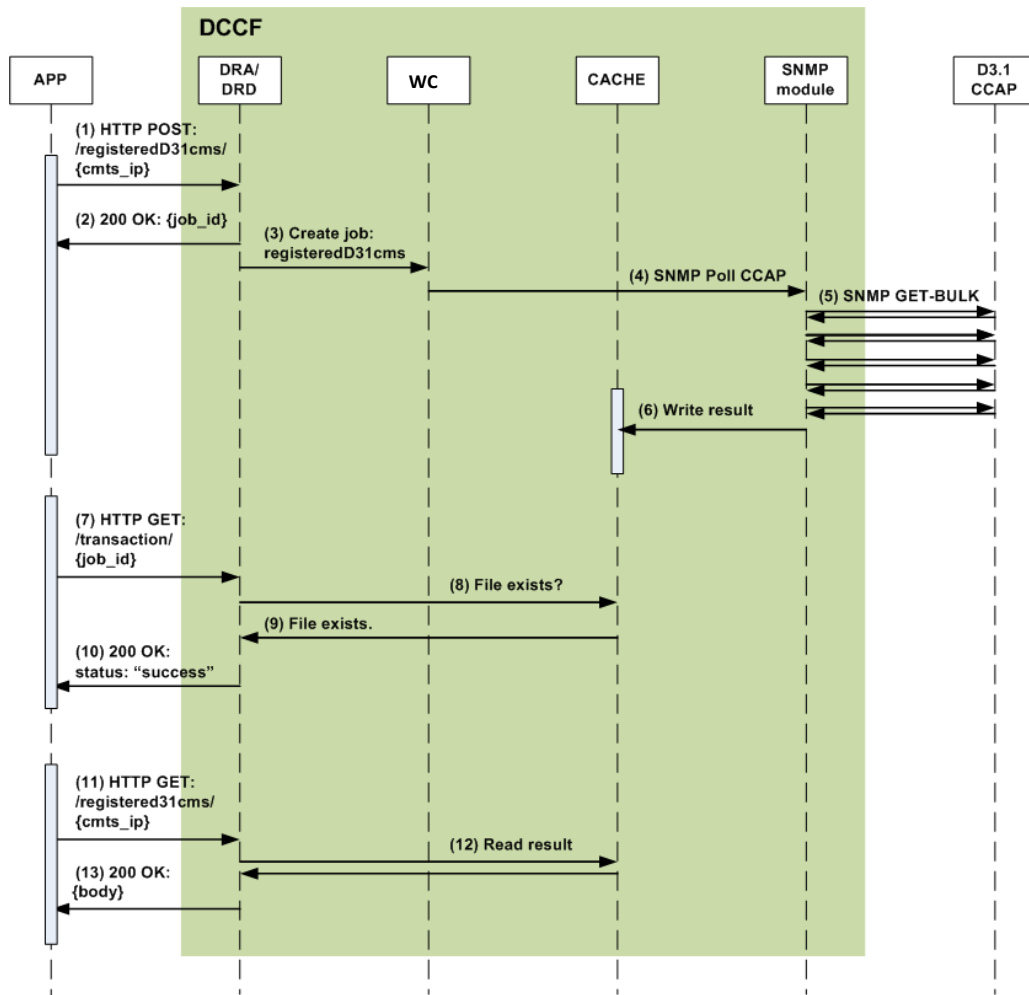 DCCF
APP
DRA/
DRD
WC
CACHE
SNMP
module
D3.1
CCAP
(1) HTTP POST:
/registeredD31cms/
{cmts_ip}
(2) 200 OK: {job_id}
(3) Create job:
registeredD31cms
(4) SNMP Poll CCAP
(5) SNMP GET-BULK
(6) Write result
(7) HTTP GET:
/transaction/
{job_id}
(8) File exists?
(9) File exists.
(10) 200 OK:
status: “success”
(11) HTTP GET:
/registered31cms/
{cmts_ip}
(12) Read result
(13) 200 OK:
{body}